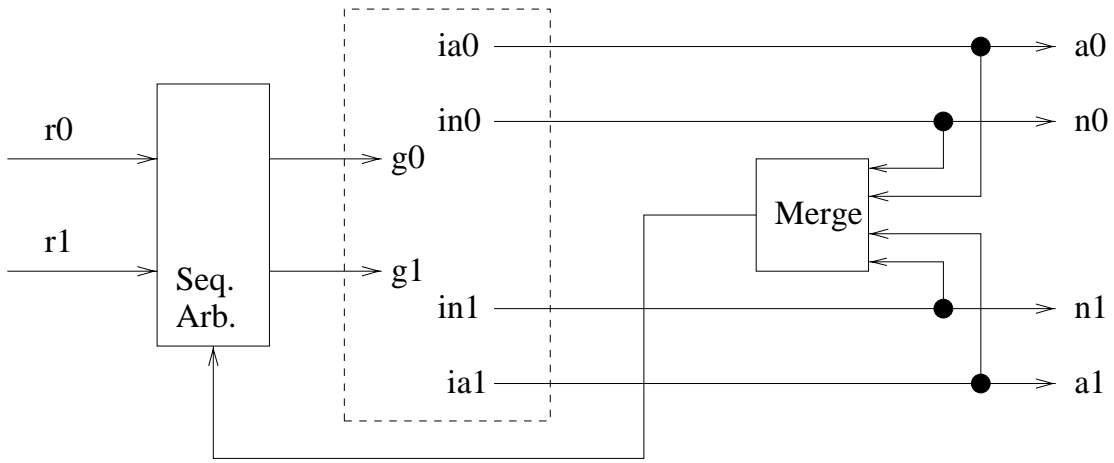 ia0
a0
in0
n0
r0
g0
Merge
r1
g1
Seq.
Arb.
in1
n1
ia1
a1